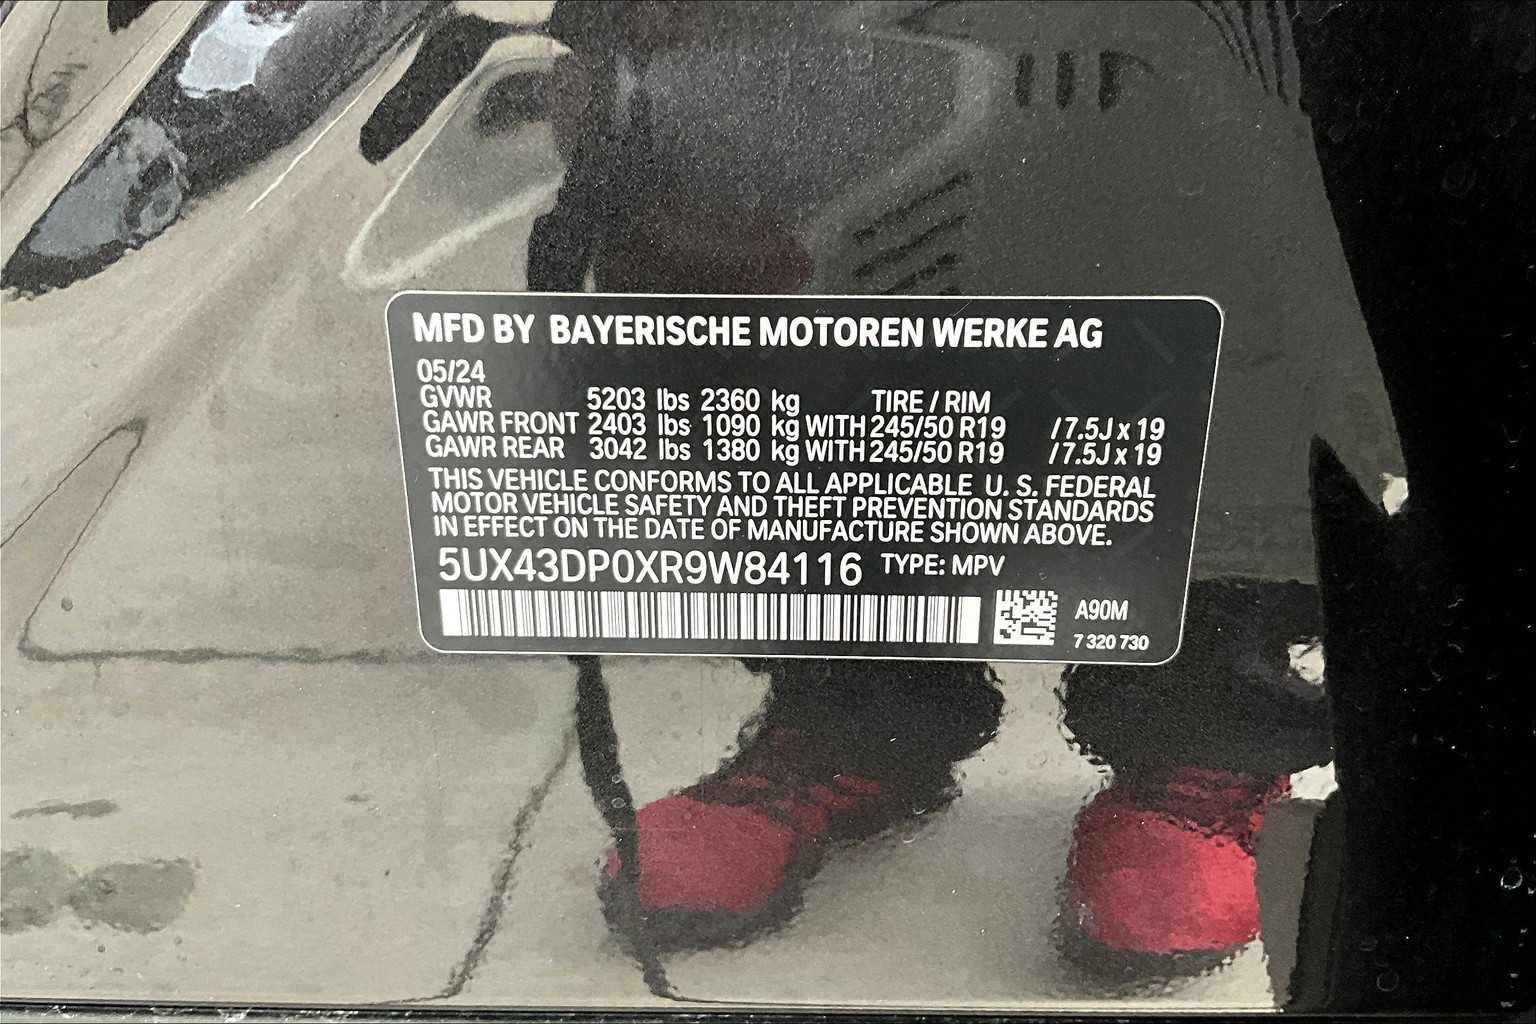 MFD BY BAYERISCHE MOTOREN WERKE AG
05/24
GVWR 5203 lbs 2360 kg TIRE / RIM
GAWR FRONT 2403 lbs 1090 kg WITH 245/50 R19 / 7.5J x 19
GAWR REAR 3042 lbs 1380 kg WITH 245/50 R19 / 7.5J x 19
THIS VEHICLE CONFORMS TO ALL APPLICABLE U. S. FEDERAL
MOTOR VEHICLE SAFETY AND THEFT PREVENTION STANDARDS
IN EFFECT ON THE DATE OF MANUFACTURE SHOWN ABOVE.
5UX43DP0XR9W84116 TYPE: MPV
A90M
7 320 730